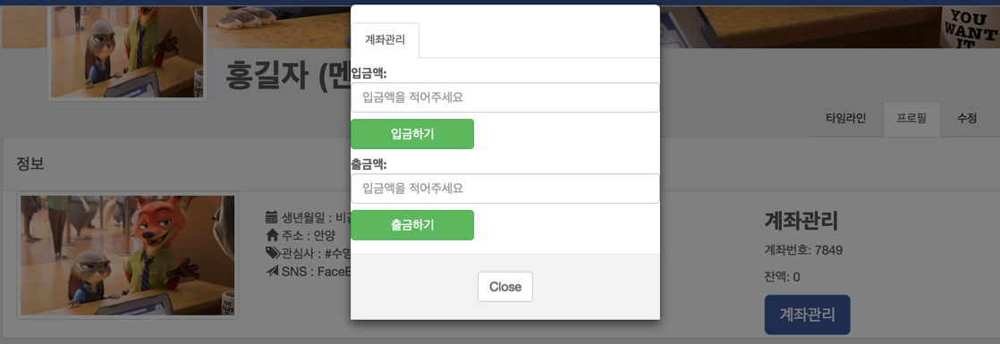 YOU
WANT
IT
홍길자 (멘
타임라인
프로필
수정
정보
생년월일 : 비공
주소 : 안양
관심사 : #수영
SNS : FaceB
계좌관리
계좌번호: 7849
잔액: 0
계좌관리
계좌관리
입금액:
입금액을 적어주세요
입금하기
출금액:
입금액을 적어주세요
출금하기
Close